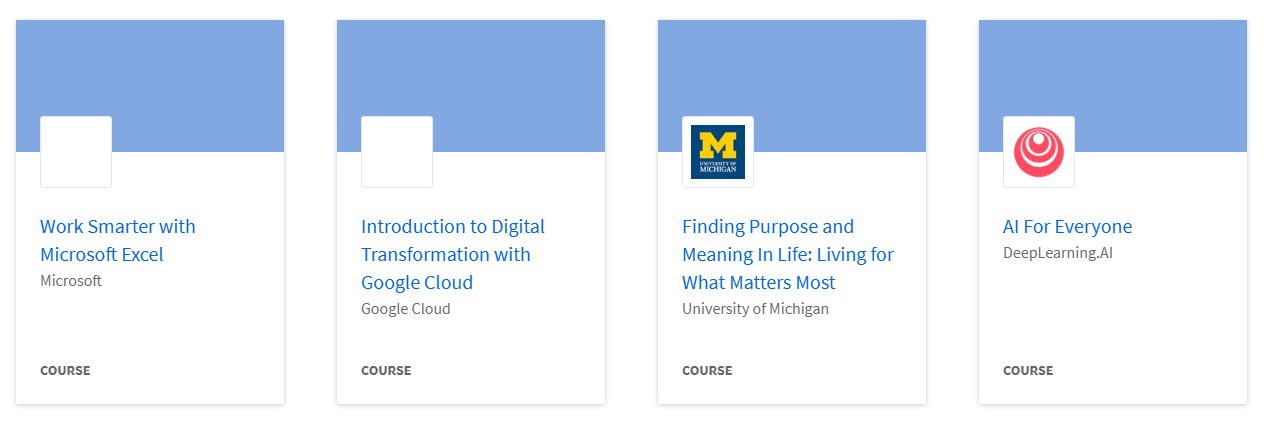 Work Smarter with
Microsoft Excel
Microsoft
COURSE
Introduction to Digital
Transformation with
Google Cloud
Google Cloud
COURSE
M
UNIVERSITY OF
MICHIGAN
Finding Purpose and
Meaning In Life: Living for
What Matters Most
University of Michigan
COURSE
AI For Everyone
DeepLearning.AI
COURSE